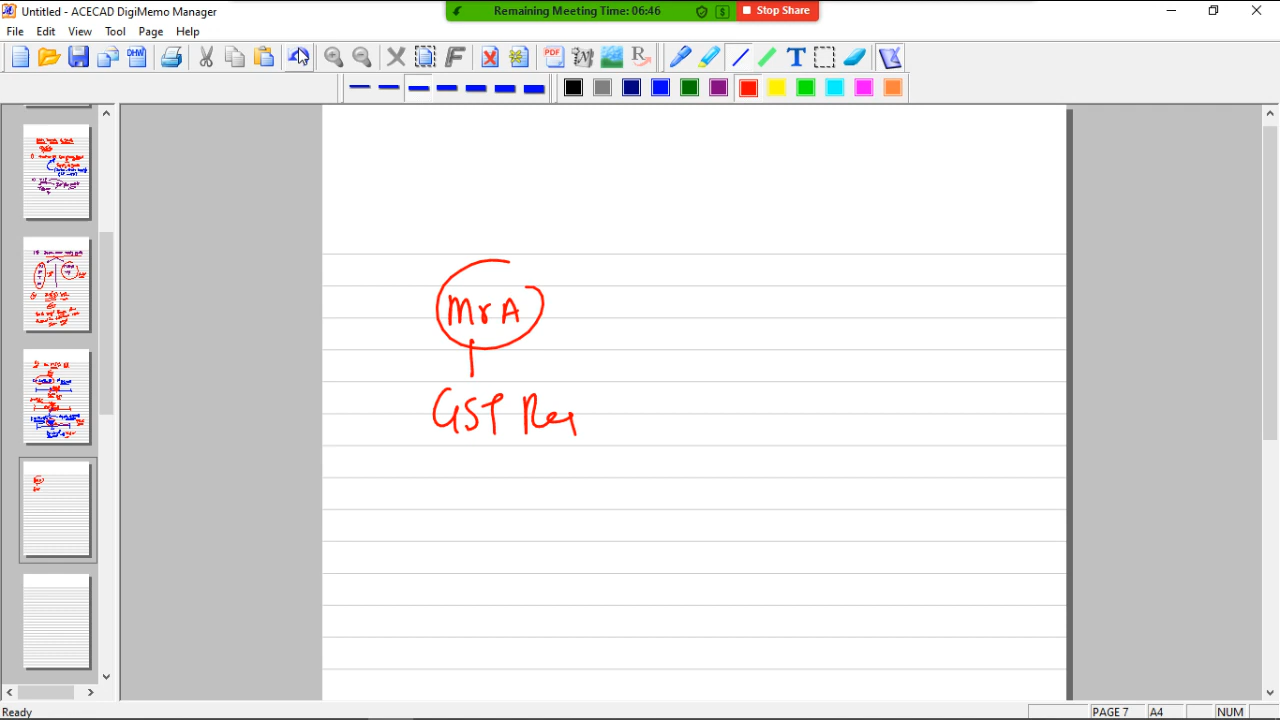 Untitled - ACECAD DigiMemo Manager
Remaining Meeting Time: 06:46
Stop Share
File Edit View Tool Page Help
Mr A
GST Reg
Ready
PAGE 7 A4 NUM